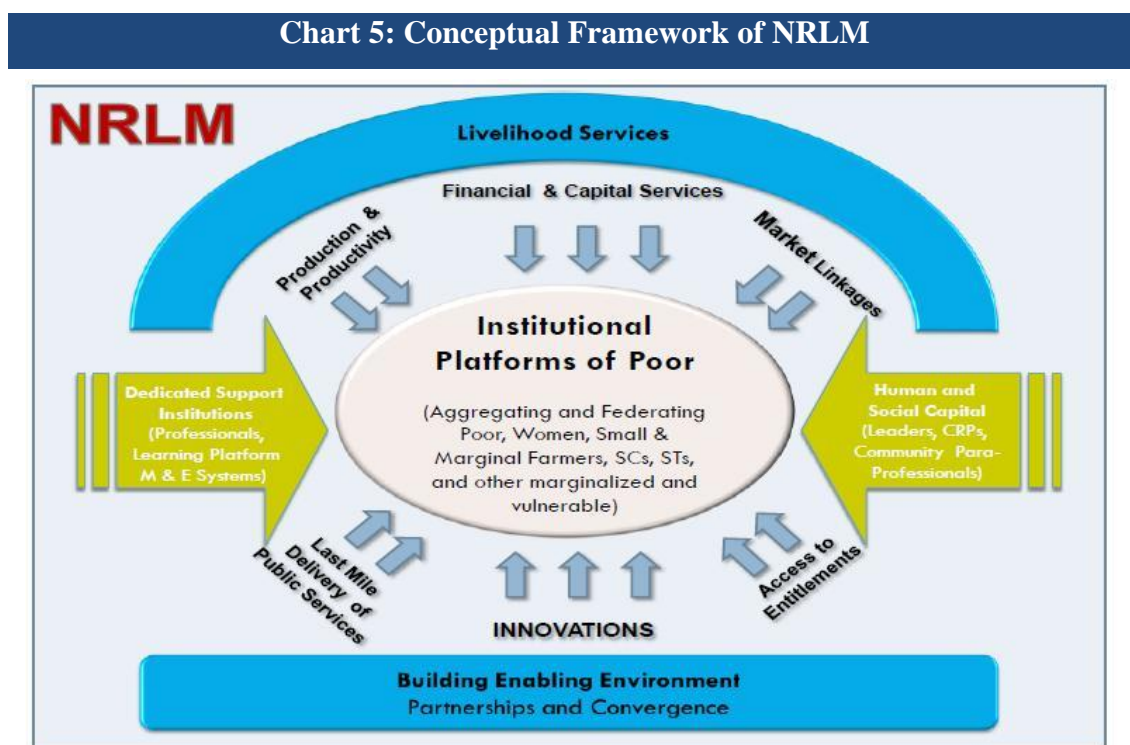 Chart 5: Conceptual Framework of NRLM
NRLM
Livelihood Services
Financial & Capital Services
Production &
Productivity
Market Linkages
Institutional
Platforms of Poor
(Aggregating and Federating
Poor, Women, Small &
Marginal Farmers, SCs, STs,
and other marginalized and
vulnerable)
Dedicated Support
Institutions
(Professionals,
Learning Platform
M & E Systems)
Human and
Social Capital
(Leaders, CRPs,
Community Para-
Professionals)
Last Mile
Delivery of
Public Services
INNOVATIONS
Access to
Entitlements
Building Enabling Environment
Partnerships and Convergence